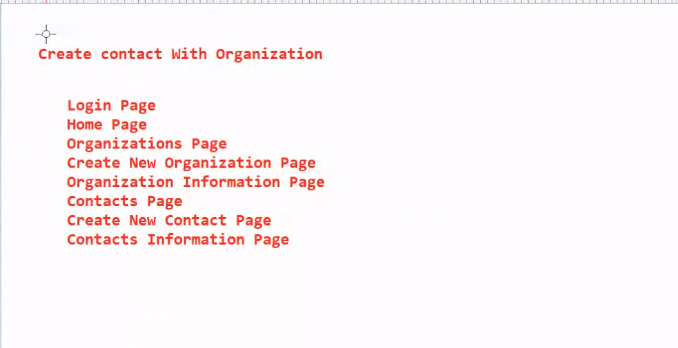 Create contact With Organization
Login Page
Home Page
Organizations Page
Create New Organization Page
Organization Information Page
Contacts Page
Create New Contact Page
Contacts Information Page